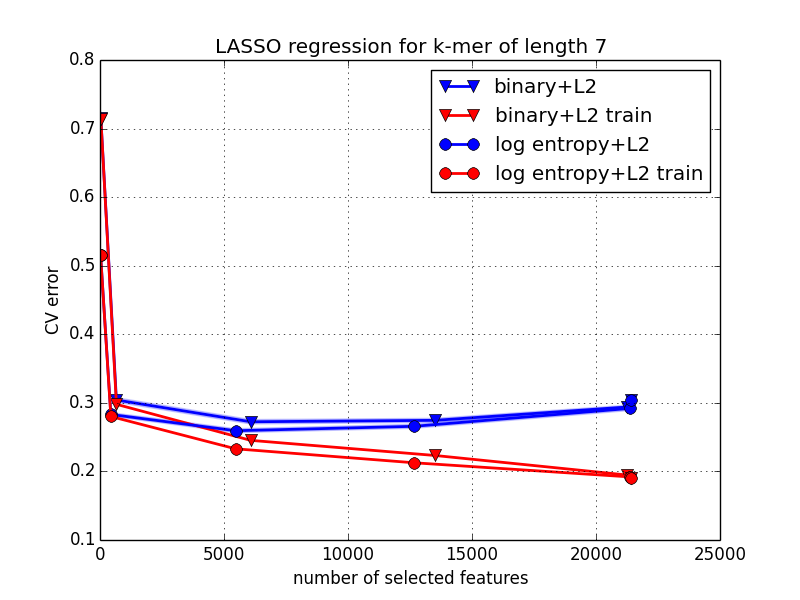 LASSO regression for k-mer of length 7
binary+L2
binary+L2 train
log entropy+L2
log entropy+L2 train
CV error
0.8
0.7
0.6
0.5
0.4
0.3
0.2
0.1
0 5000 10000 15000 20000 25000
number of selected features